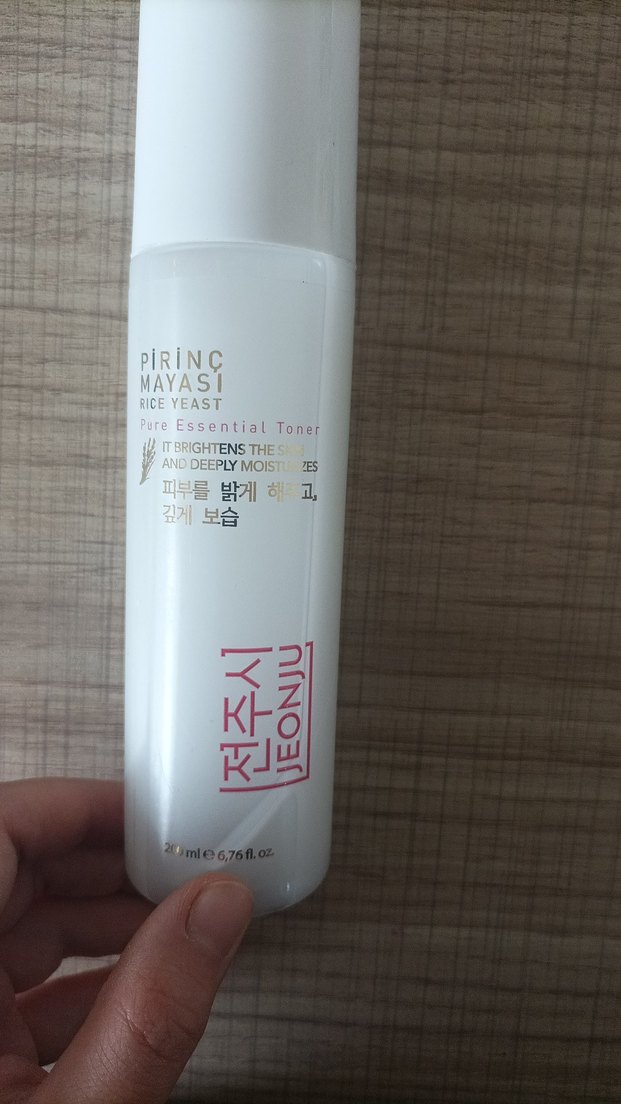 PİRİNÇ
MAYASI
RICE YEAST
Pure Essential Toner
IT BRIGHTENS THE SKIN
AND DEEPLY MOISTURIZES
피부를 밝게 해주고,
깊게 보습
전주시
JEONJU
200 ml ℮ 6,76 fl. oz.